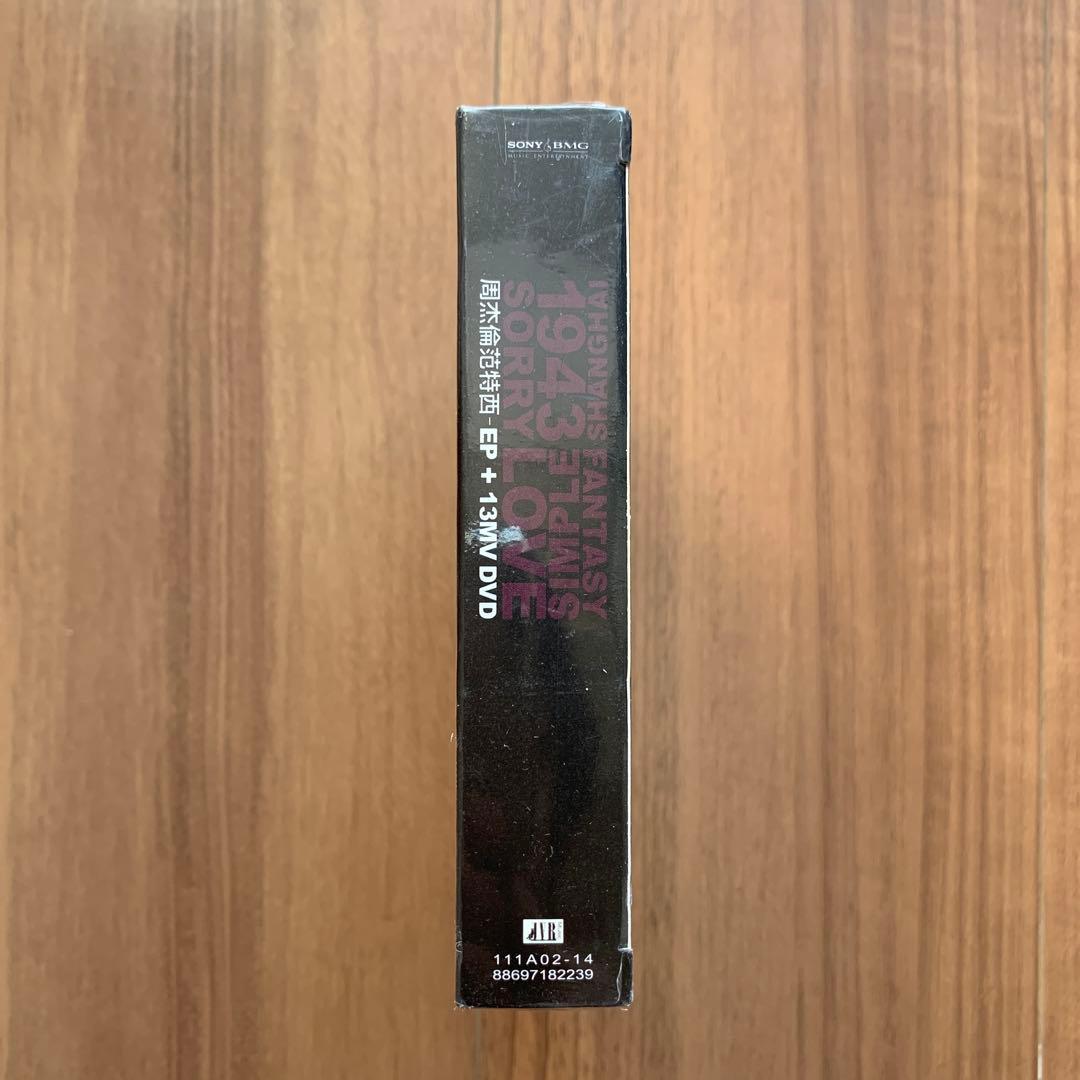 SONY BMG
MUSIC ENTERTAINMENT
SHANGHAI
FANTASY
1943
SIMPLE
SORRY
LOVE
周杰倫范特西-EP + 13MV DVD
JVR
111A02-14
88697182239